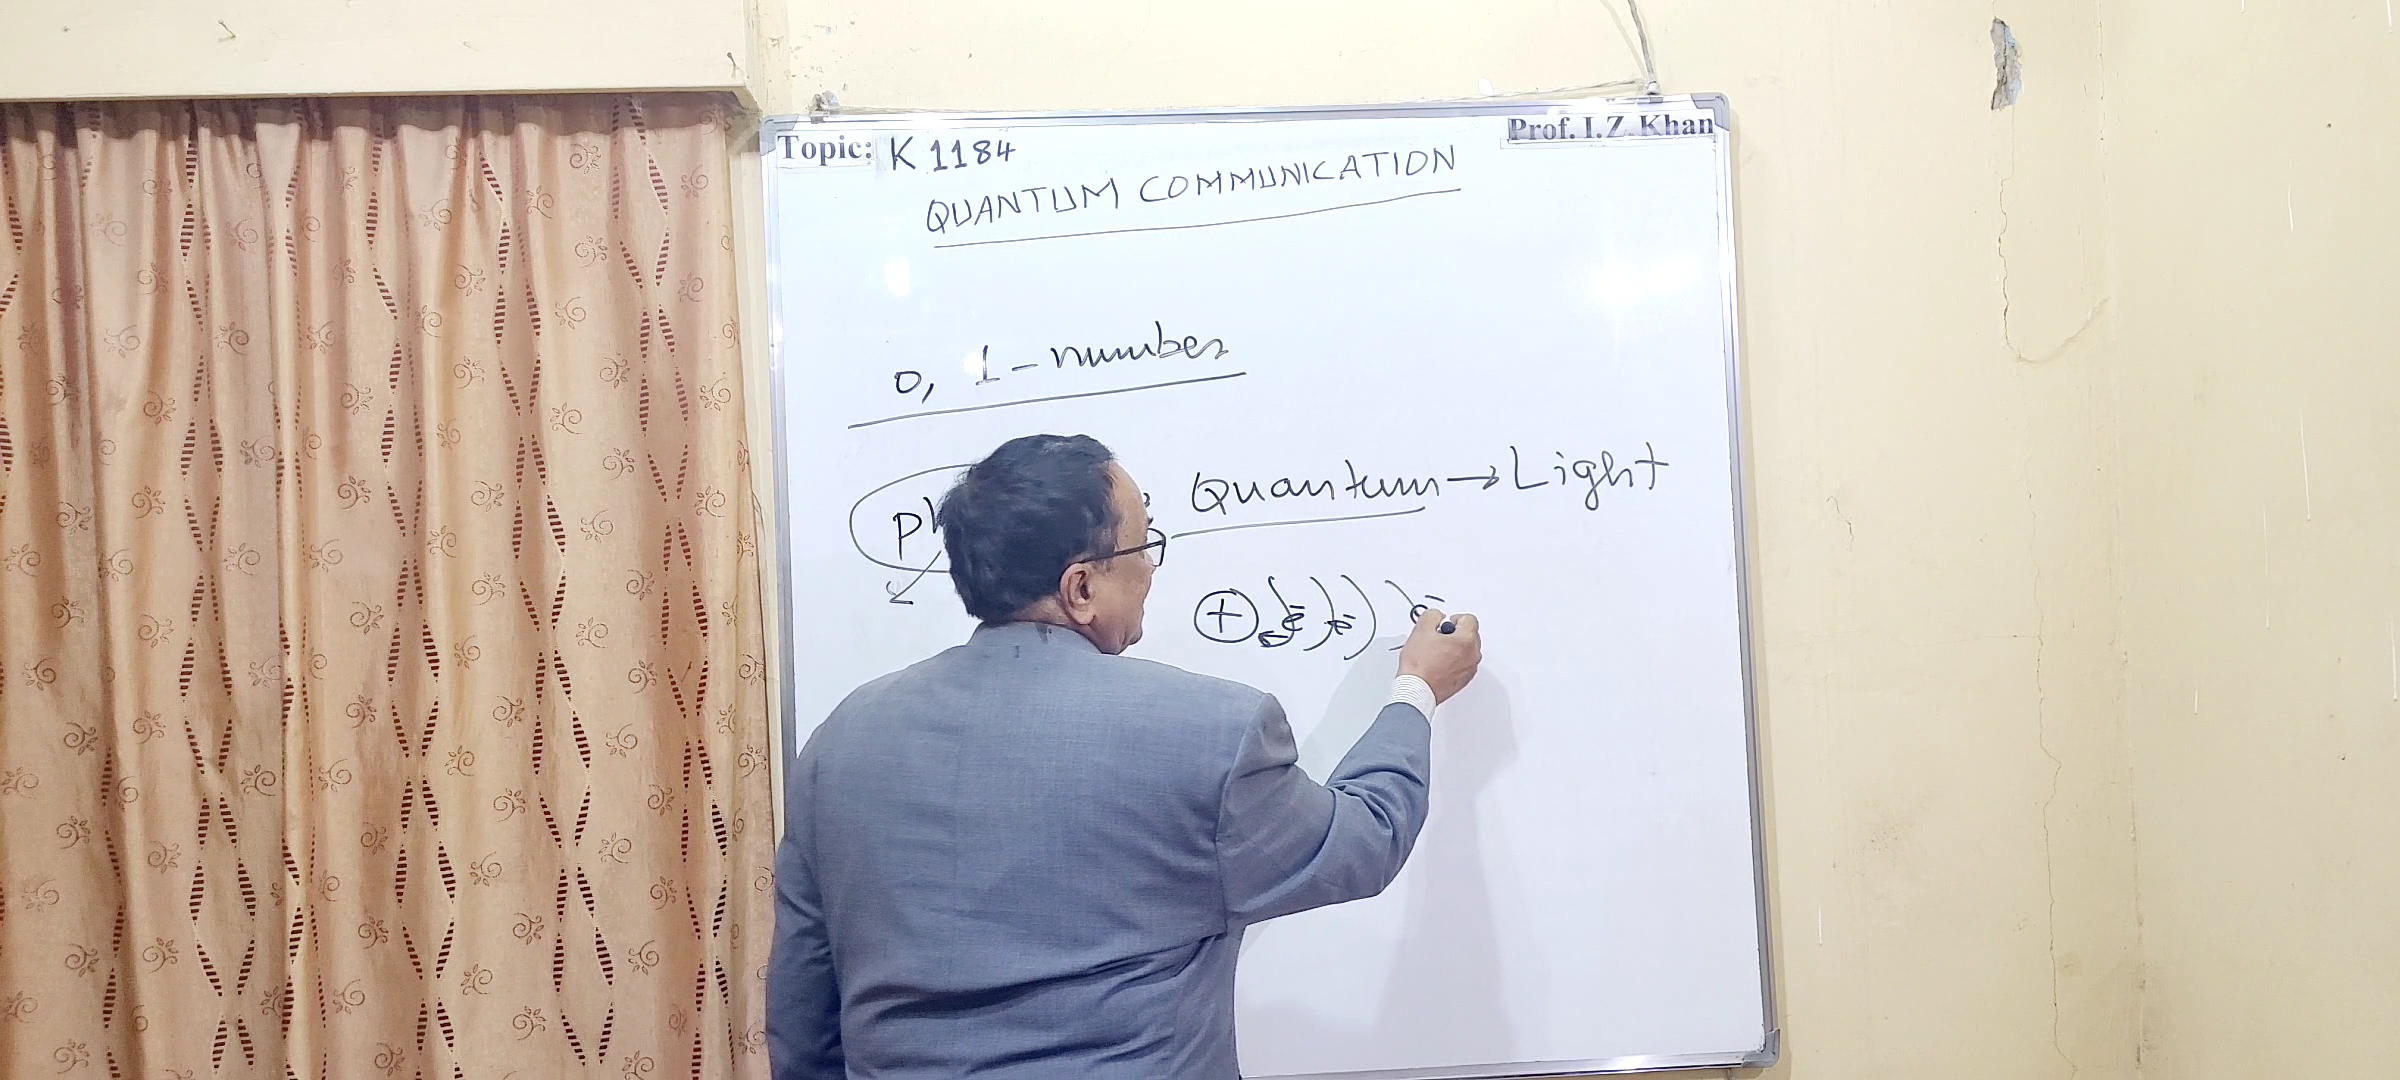 Topic: K 1184
Prof. I.Z. Khan
QUANTUM COMMUNICATION
0, 1 - number
Quantum → Light
+ e⁻ e⁻ e⁻